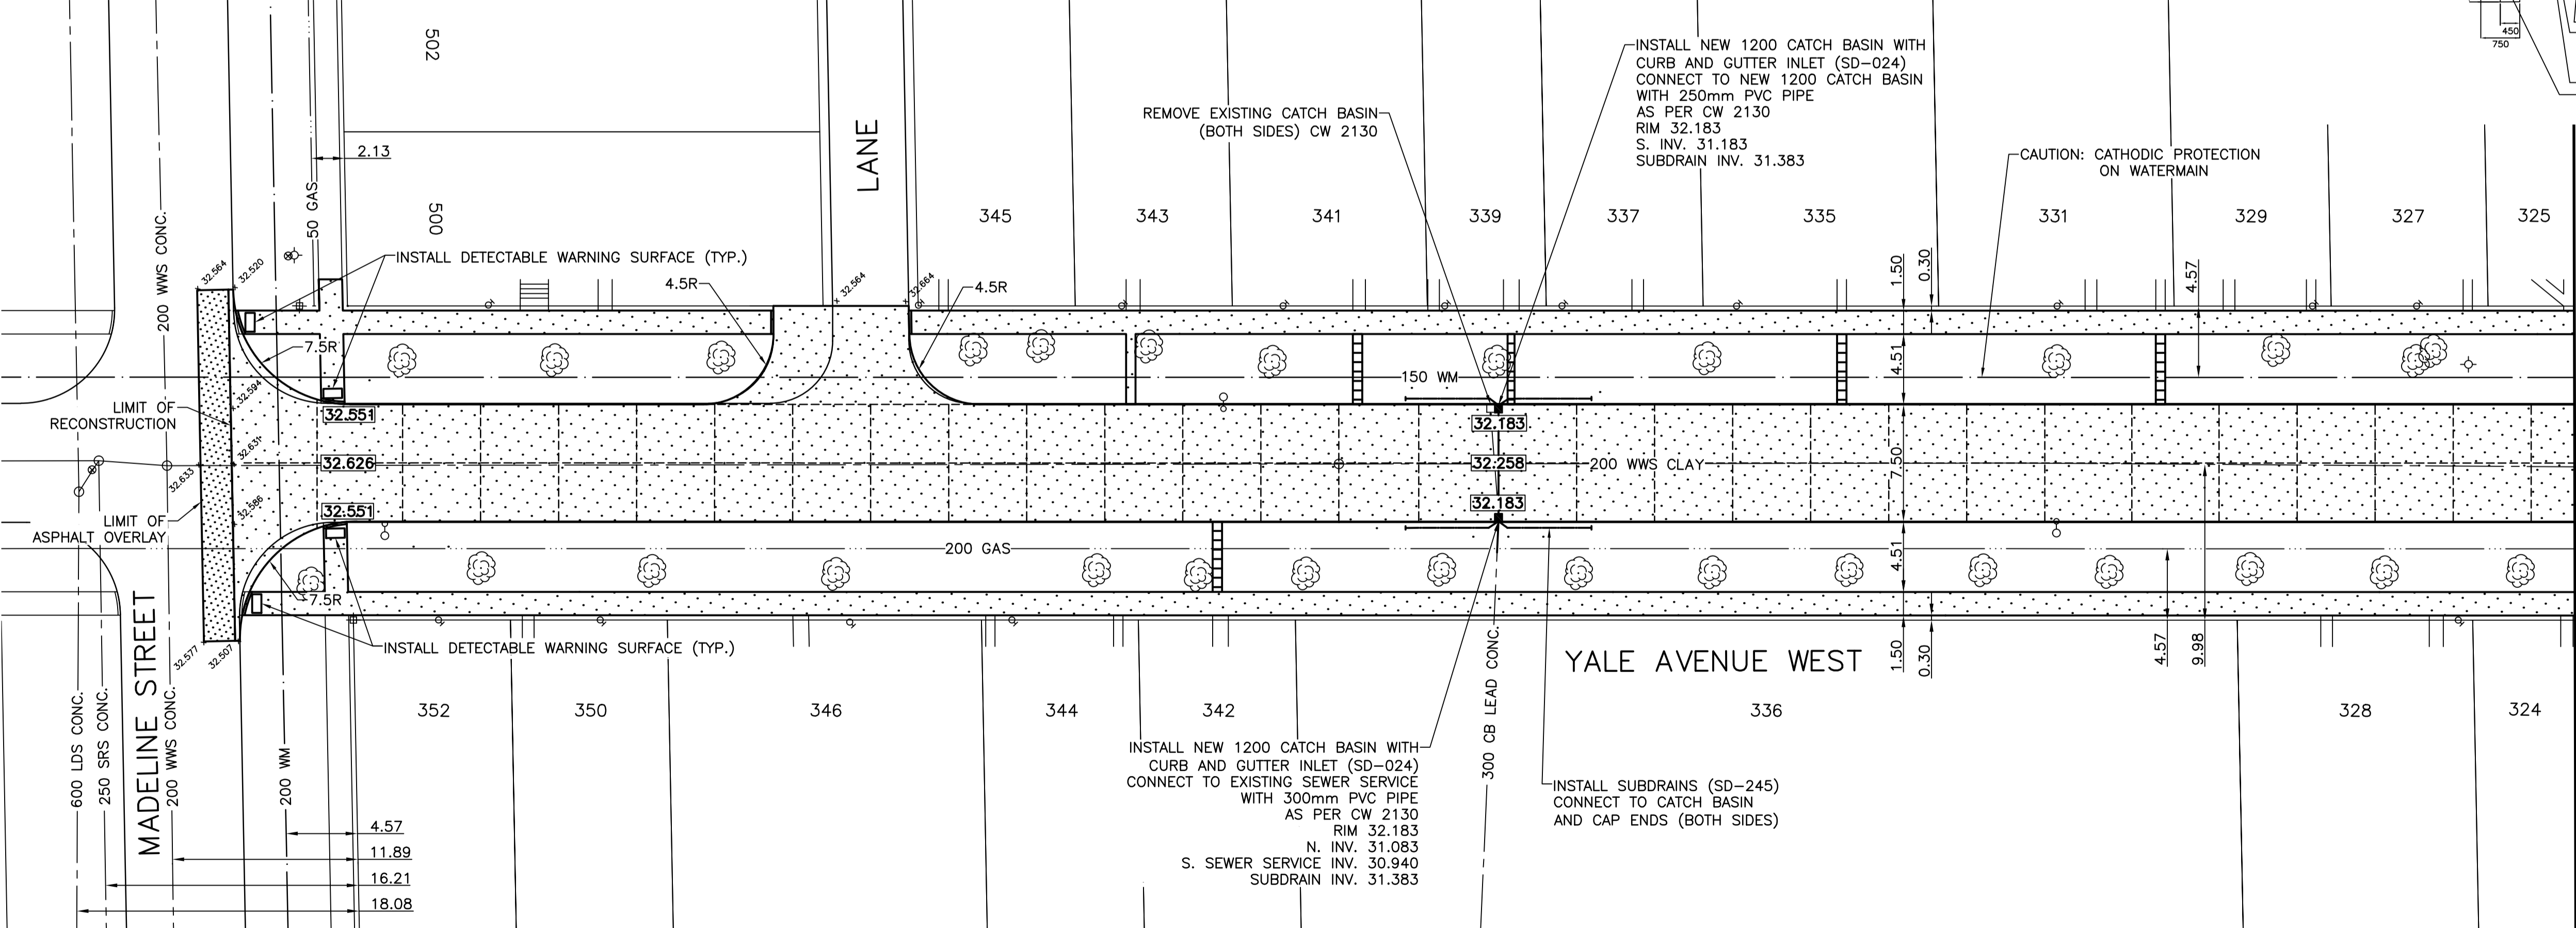 502
500
LANE
450
750
INSTALL NEW 1200 CATCH BASIN WITH
CURB AND GUTTER INLET (SD-024)
CONNECT TO NEW 1200 CATCH BASIN
WITH 250mm PVC PIPE
AS PER CW 2130
RIM 32.183
S. INV. 31.183
SUBDRAIN INV. 31.383
REMOVE EXISTING CATCH BASIN
(BOTH SIDES) CW 2130
CAUTION: CATHODIC PROTECTION
ON WATERMAIN
2.13
50 GAS
200 WWS CONC.
345
343
341
339
337
335
331
329
327
325
INSTALL DETECTABLE WARNING SURFACE (TYP.)
4.5R
4.5R
32.564
32.520
32.564
32.664
1.50
0.30
4.57
7.5R
32.594
LIMIT OF
RECONSTRUCTION
150 WM
4.51
32.551
32.183
32.631
32.626
32.258
200 WWS CLAY
7.50
32.633
32.586
32.551
32.183
LIMIT OF
ASPHALT OVERLAY
200 GAS
4.51
7.5R
32.577
32.507
INSTALL DETECTABLE WARNING SURFACE (TYP.)
YALE AVENUE WEST
1.50
0.30
4.57
9.98
300 CB LEAD CONC.
MADELINE STREET
600 LDS CONC.
250 SRS CONC.
200 WWS CONC.
200 WM
352
350
346
344
342
336
328
324
INSTALL NEW 1200 CATCH BASIN WITH
CURB AND GUTTER INLET (SD-024)
CONNECT TO EXISTING SEWER SERVICE
WITH 300mm PVC PIPE
AS PER CW 2130
RIM 32.183
N. INV. 31.083
S. SEWER SERVICE INV. 30.940
SUBDRAIN INV. 31.383
INSTALL SUBDRAINS (SD-245)
CONNECT TO CATCH BASIN
AND CAP ENDS (BOTH SIDES)
4.57
11.89
16.21
18.08